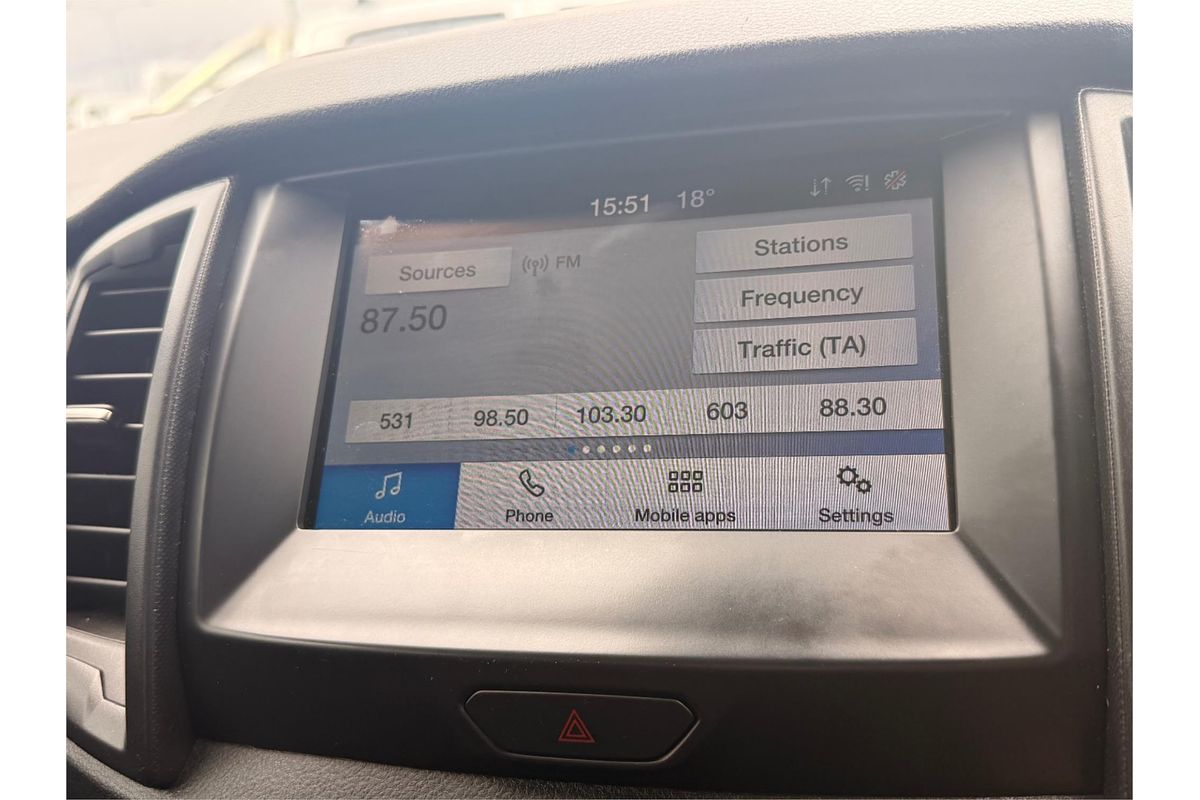 15:51 18°
Sources FM
87.50
Stations
Frequency
Traffic (TA)
531 98.50 103.30 603 88.30
Audio Phone Mobile apps Settings